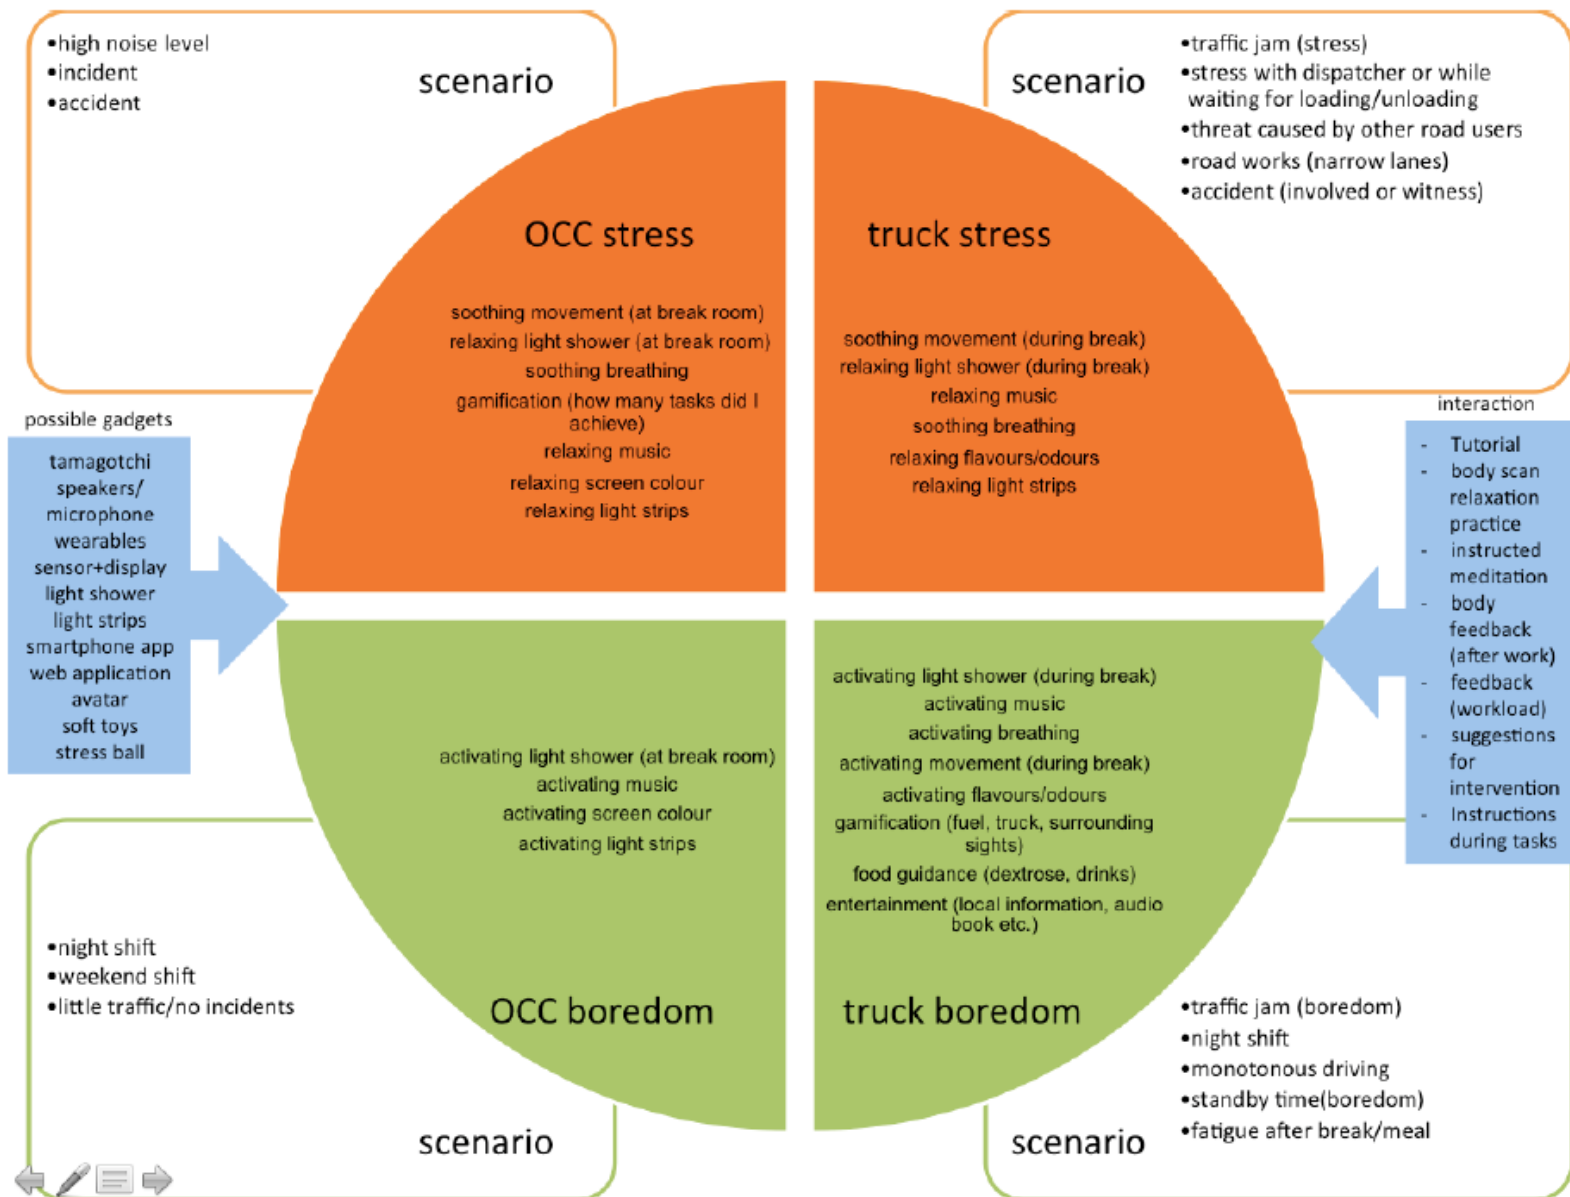 •high noise level
•incident
•accident
scenario
scenario
•traffic jam (stress)
•stress with dispatcher or while
waiting for loading/unloading
•threat caused by other road users
•road works (narrow lanes)
•accident (involved or witness)
OCC stress
soothing movement (at break room)
relaxing light shower (at break room)
soothing breathing
gamification (how many tasks did I
achieve)
relaxing music
relaxing screen colour
relaxing light strips
truck stress
soothing movement (during break)
relaxing light shower (during break)
relaxing music
soothing breathing
relaxing flavours/odours
relaxing light strips
possible gadgets
tamagotchi
speakers/
microphone
wearables
sensor+display
light shower
light strips
smartphone app
web application
avatar
soft toys
stress ball
interaction
- Tutorial
- body scan
relaxation
practice
- instructed
meditation
- body
feedback
(after work)
- feedback
(workload)
- suggestions
for
intervention
- Instructions
during tasks
activating light shower (at break room)
activating music
activating screen colour
activating light strips
OCC boredom
activating light shower (during break)
activating music
activating breathing
activating movement (during break)
activating flavours/odours
gamification (fuel, truck, surrounding
sights)
food guidance (dextrose, drinks)
entertainment (local information, audio
book etc.)
truck boredom
•night shift
•weekend shift
•little traffic/no incidents
scenario
scenario
•traffic jam (boredom)
•night shift
•monotonous driving
•standby time(boredom)
•fatigue after break/meal